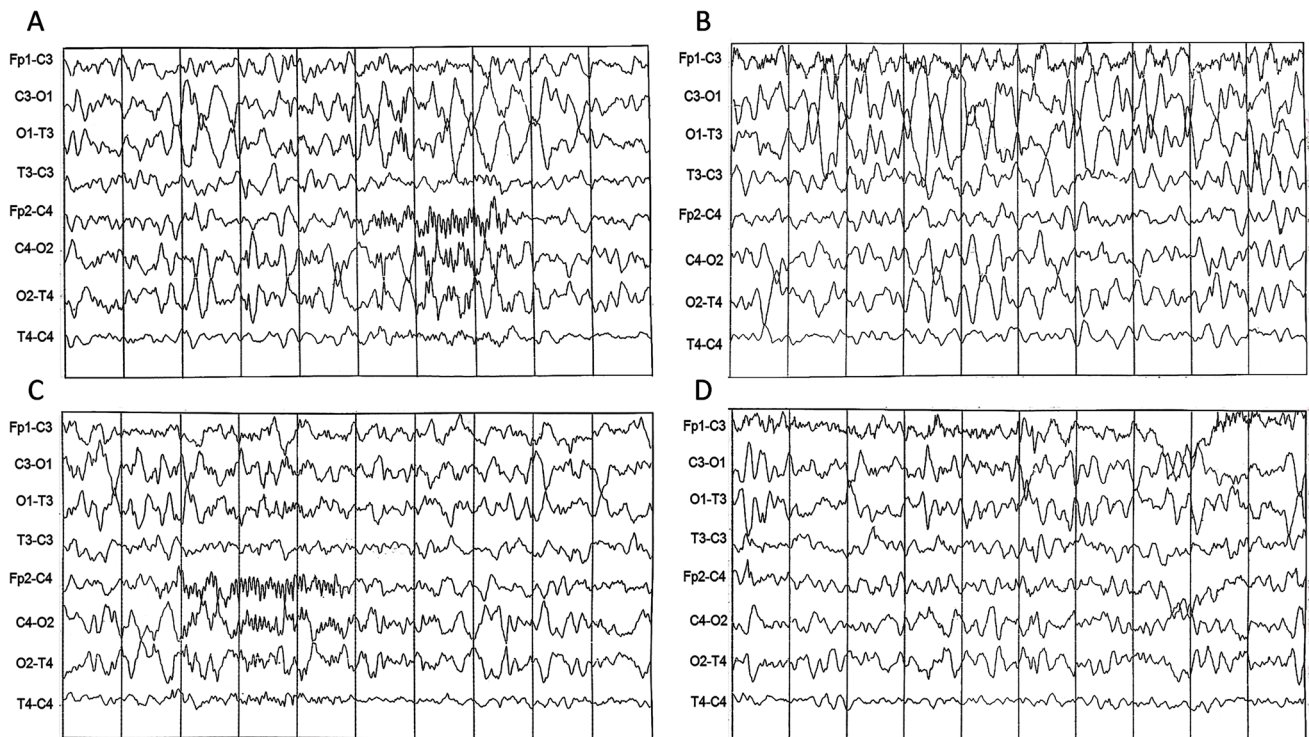 A
Fp1-C3
C3-O1
O1-T3
T3-C3
Fp2-C4
C4-O2
O2-T4
T4-C4
B
Fp1-C3
C3-O1
O1-T3
T3-C3
Fp2-C4
C4-O2
O2-T4
T4-C4
C
Fp1-C3
C3-O1
O1-T3
T3-C3
Fp2-C4
C4-O2
O2-T4
T4-C4
D
Fp1-C3
C3-O1
O1-T3
T3-C3
Fp2-C4
C4-O2
O2-T4
T4-C4